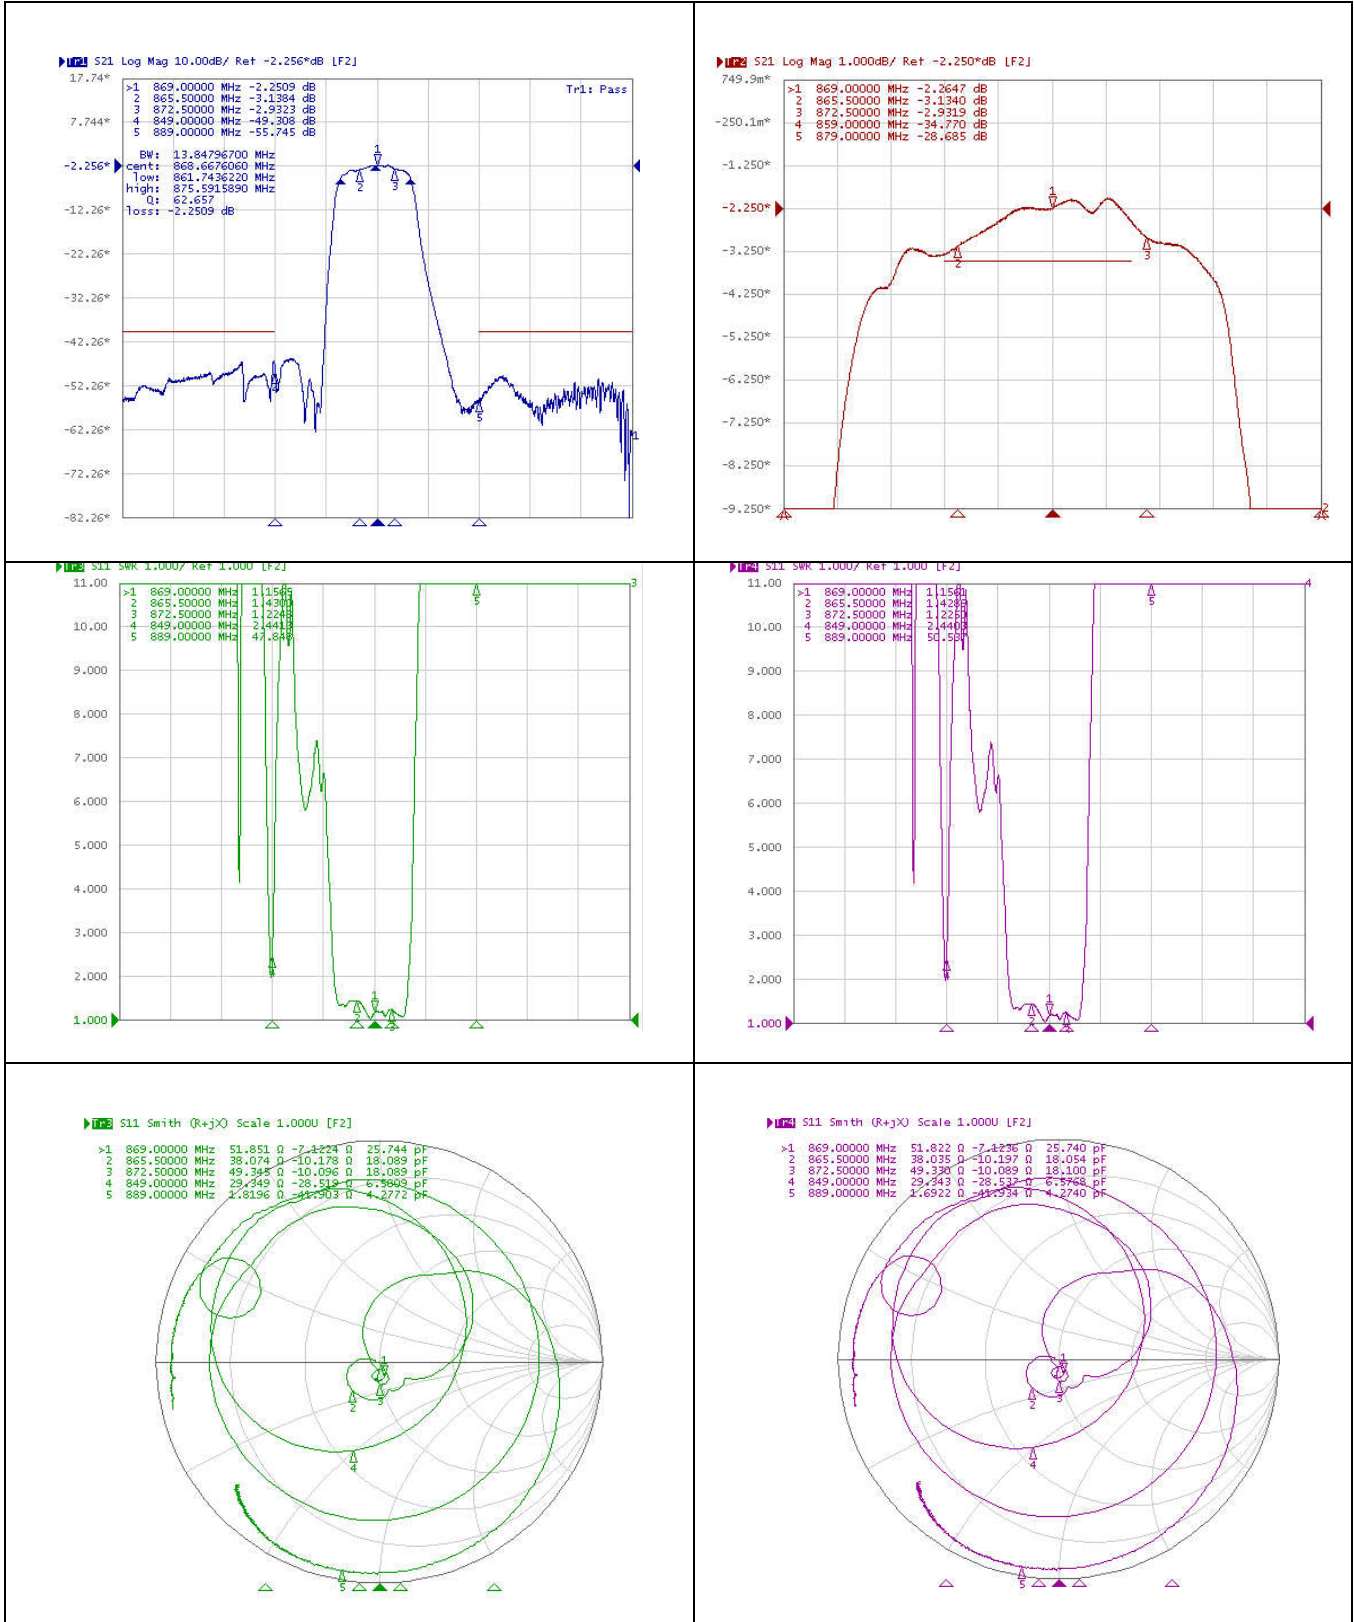 Tr1 S21 Log Mag 10.00dB/ Ref -2.256*dB [F2]
17.74*
7.744*
-2.256*
-12.26*
-22.26*
-32.26*
-42.26*
-52.26*
-62.26*
-72.26*
-82.26*
>1 869.00000 MHz -2.2509 dB
2 865.50000 MHz -3.1384 dB
3 872.50000 MHz -2.9323 dB
4 849.00000 MHz -49.308 dB
5 889.00000 MHz -55.745 dB
Tr1: Pass
BW: 13.84796700 MHz
cent: 868.6676060 MHz
low: 861.7436220 MHz
high: 875.5915890 MHz
Q: 62.657
loss: -2.2509 dB
1
2
3
5
1
Tr2 S21 Log Mag 1.000dB/ Ref -2.250*dB [F2]
749.9m*
-250.1m*
-1.250*
-2.250*
-3.250*
-4.250*
-5.250*
-6.250*
-7.250*
-8.250*
-9.250*
>1 869.00000 MHz -2.2647 dB
2 865.50000 MHz -3.1340 dB
3 872.50000 MHz -2.9319 dB
4 859.00000 MHz -34.770 dB
5 879.00000 MHz -28.685 dB
1
2
3
2
Tr3 S11 SWR 1.000/ Ref 1.000 [F2]
11.00
10.00
9.000
8.000
7.000
6.000
5.000
4.000
3.000
2.000
1.000
>1 869.00000 MHz
2 865.50000 MHz
3 872.50000 MHz
4 849.00000 MHz
5 889.00000 MHz
3
5
1
2
3
Tr4 S11 SWR 1.000/ Ref 1.000 [F2]
11.00
10.00
9.000
8.000
7.000
6.000
5.000
4.000
3.000
2.000
1.000
>1 869.00000 MHz
2 865.50000 MHz
3 872.50000 MHz
4 849.00000 MHz
5 889.00000 MHz
4
5
1
2
Tr3 S11 Smith (R+jX) Scale 1.000U [F2]
>1 869.00000 MHz 51.851 Ω -7.1224 Ω 25.744 pF
2 865.50000 MHz 38.074 Ω -10.178 Ω 18.089 pF
3 872.50000 MHz 49.345 Ω -10.096 Ω 18.089 pF
4 849.00000 MHz 29.349 Ω -28.519 Ω
5 889.00000 MHz 1.8196 Ω -41.903 Ω 4.2772 pF
1
2
3
4
5
Tr4 S11 Smith (R+jX) Scale 1.000U [F2]
>1 869.00000 MHz 51.822 Ω -7.1236 Ω 25.740 pF
2 865.50000 MHz 38.035 Ω -10.197 Ω 18.054 pF
3 872.50000 MHz 49.330 Ω -10.089 Ω 18.100 pF
4 849.00000 MHz 29.343 Ω -28.537 Ω 6.5768 pF
5 889.00000 MHz 1.6922 Ω -41.934 Ω 4.2740 pF
1
2
3
4
5